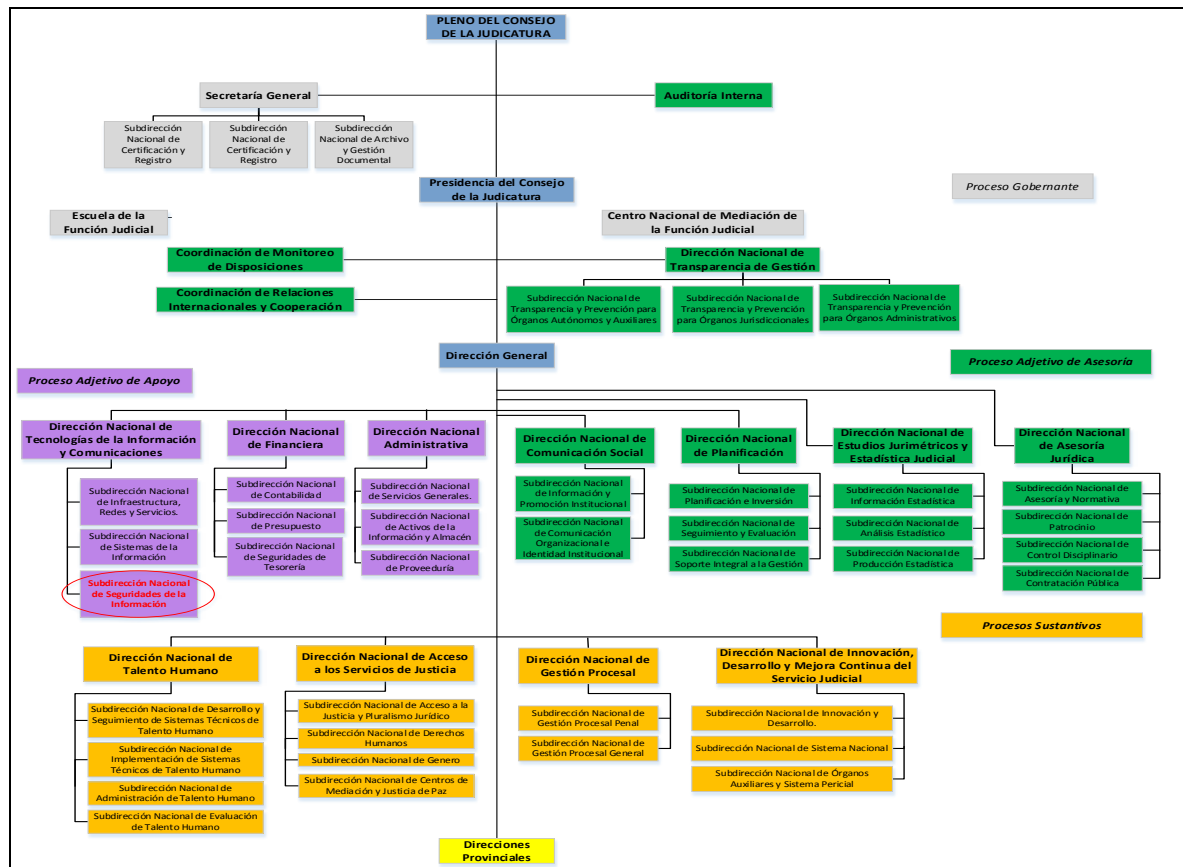 PLENO DEL CONSEJO
DE LA JUDICATURA
Secretaría General
Auditoría Interna
Subdirección
Nacional de
Certificación y
Registro
Subdirección
Nacional de
Certificación y
Registro
Subdirección
Nacional de Archivo
y Gestión
Documental
Presidencia del Consejo
de la Judicatura
Proceso Gobernante
Escuela de la
Función Judicial
Centro Nacional de Mediación de
la Función Judicial
Coordinación de Monitoreo
de Disposiciones
Dirección Nacional de
Transparencia de Gestión
Coordinación de Relaciones
Internacionales y Cooperación
Subdirección Nacional de
Transparencia y Prevención para
Órganos Autónomos y Auxiliares
Subdirección Nacional de
Transparencia y Prevención
para Órganos Jurisdiccionales
Subdirección Nacional de
Transparencia y Prevención
para Órganos Administrativos
Dirección General
Proceso Adjetivo de Asesoría
Proceso Adjetivo de Apoyo
Dirección Nacional de
Tecnologías de la Información
y Comunicaciones
Dirección Nacional
de Financiera
Dirección Nacional
Administrativa
Dirección Nacional de
Comunicación Social
Dirección Nacional
de Planificación
Dirección Nacional de
Estudios Jurimétricos y
Estadística Judicial
Dirección Nacional
de Asesoría
Jurídica
Subdirección Nacional
de Infraestructura,
Redes y Servicios.
Subdirección Nacional
de Sistemas de la
Información
Subdirección Nacional
de Seguridades de la
Información
Subdirección Nacional
de Contabilidad
Subdirección Nacional
de Presupuesto
Subdirección Nacional
de Seguridades de
Tesorería
Subdirección Nacional
de Servicios Generales.
Subdirección Nacional
de Activos de la
Información y Almacén
Subdirección Nacional
de Proveeduría
Subdirección Nacional
de Información y
Promoción Institucional
Subdirección Nacional
de Comunicación
Organizacional e
Identidad Institucional
Subdirección Nacional de
Planificación e Inversión
Subdirección Nacional de
Seguimiento y Evaluación
Subdirección Nacional de
Soporte Integral a la Gestión
Subdirección Nacional de
Información Estadística
Subdirección Nacional de
Análisis Estadístico
Subdirección Nacional de
Producción Estadística
Subdirección Nacional de
Asesoría y Normativa
Subdirección Nacional de
Patrocinio
Subdirección Nacional de
Control Disciplinario
Subdirección Nacional de
Contratación Pública
Procesos Sustantivos
Dirección Nacional de
Talento Humano
Dirección Nacional de Acceso
a los Servicios de Justicia
Dirección Nacional de
Gestión Procesal
Dirección Nacional de Innovación,
Desarrollo y Mejora Continua del
Servicio Judicial
Subdirección Nacional de Desarrollo y
Seguimiento de Sistemas Técnicos de
Talento Humano
Subdirección Nacional de
Implementación de Sistemas
Técnicos de Talento Humano
Subdirección Nacional de
Administración de Talento Humano
Subdirección Nacional de Evaluación
de Talento Humano
Subdirección Nacional de Acceso a la
Justicia y Pluralismo Jurídico
Subdirección Nacional de Derechos
Humanos
Subdirección Nacional de Genero
Subdirección Nacional de Centros de
Mediación y Justicia de Paz
Subdirección Nacional de
Gestión Procesal Penal
Subdirección Nacional de
Gestión Procesal General
Subdirección Nacional de Innovación y
Desarrollo.
Subdirección Nacional de Sistema Nacional
Subdirección Nacional de Órganos
Auxiliares y Sistema Pericial
Direcciones
Provinciales